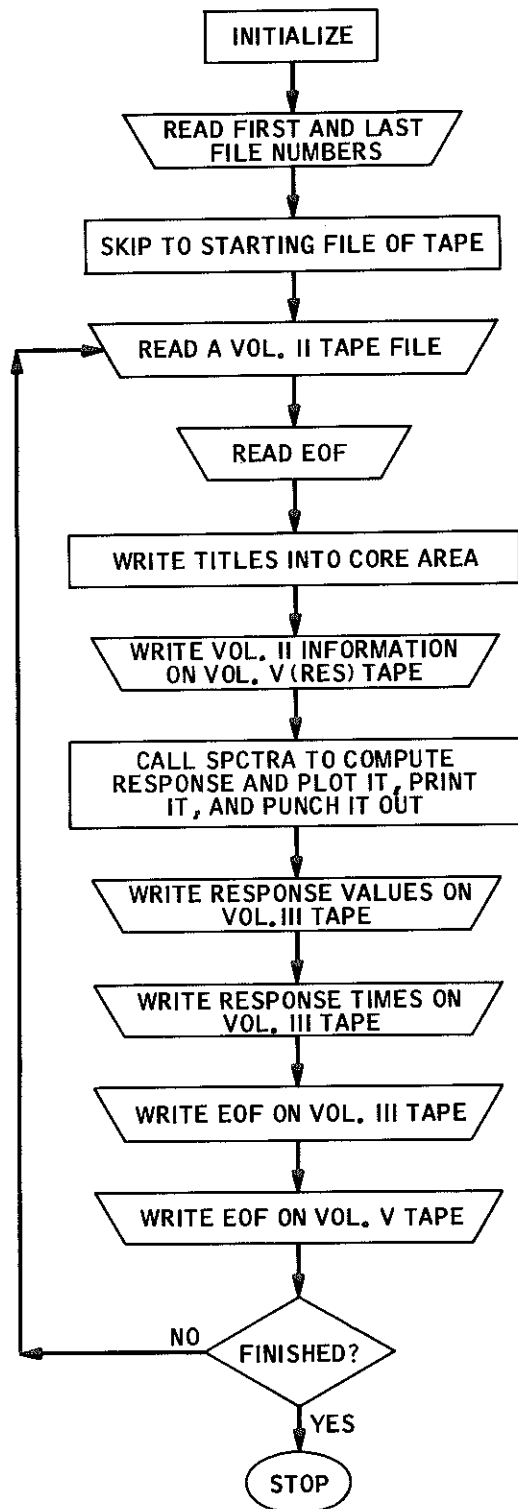 INITIALIZE
READ FIRST AND LAST
FILE NUMBERS
SKIP TO STARTING FILE OF TAPE
READ A VOL. II TAPE FILE
READ EOF
WRITE TITLES INTO CORE AREA
WRITE VOL. II INFORMATION
ON VOL. V (RES) TAPE
CALL SPCTRA TO COMPUTE
RESPONSE AND PLOT IT, PRINT
IT, AND PUNCH IT OUT
WRITE RESPONSE VALUES ON
VOL. III TAPE
WRITE RESPONSE TIMES ON
VOL. III TAPE
WRITE EOF ON VOL. III TAPE
WRITE EOF ON VOL. V TAPE
NO
FINISHED?
YES
STOP